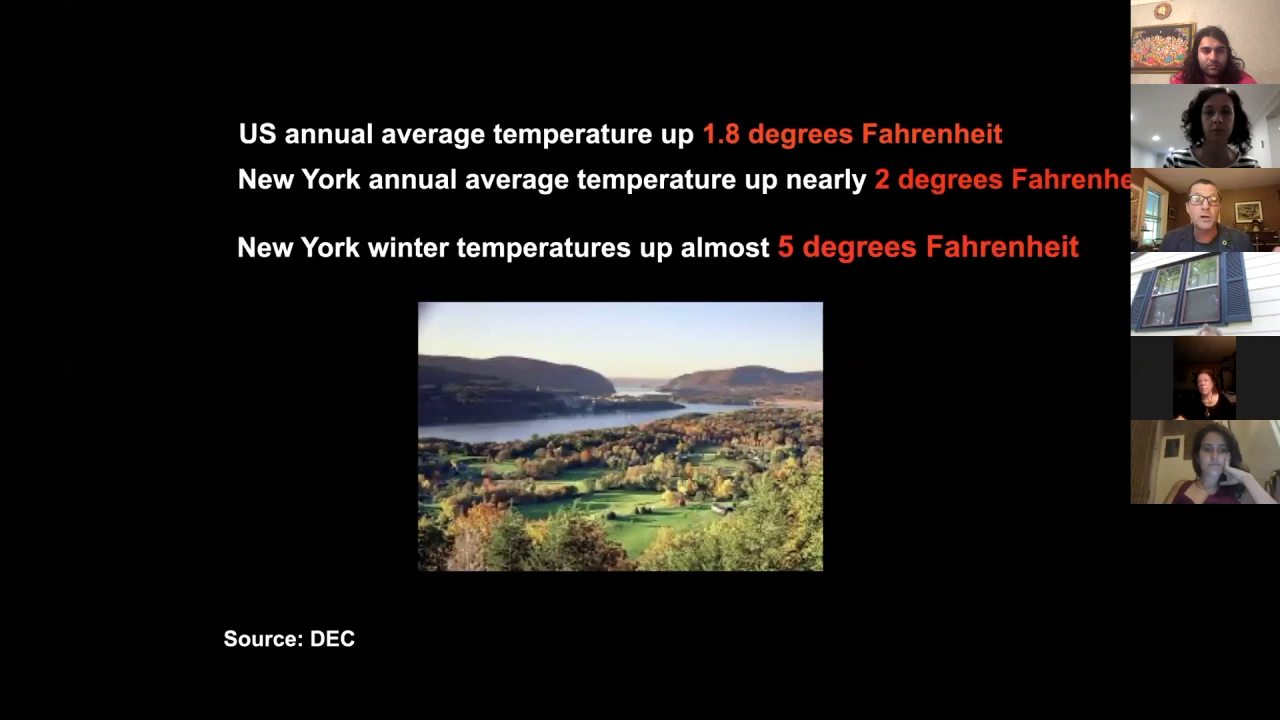 US annual average temperature up 1.8 degrees Fahrenheit
New York annual average temperature up nearly 2 degrees Fahrenhe
New York winter temperatures up almost 5 degrees Fahrenheit
Source: DEC